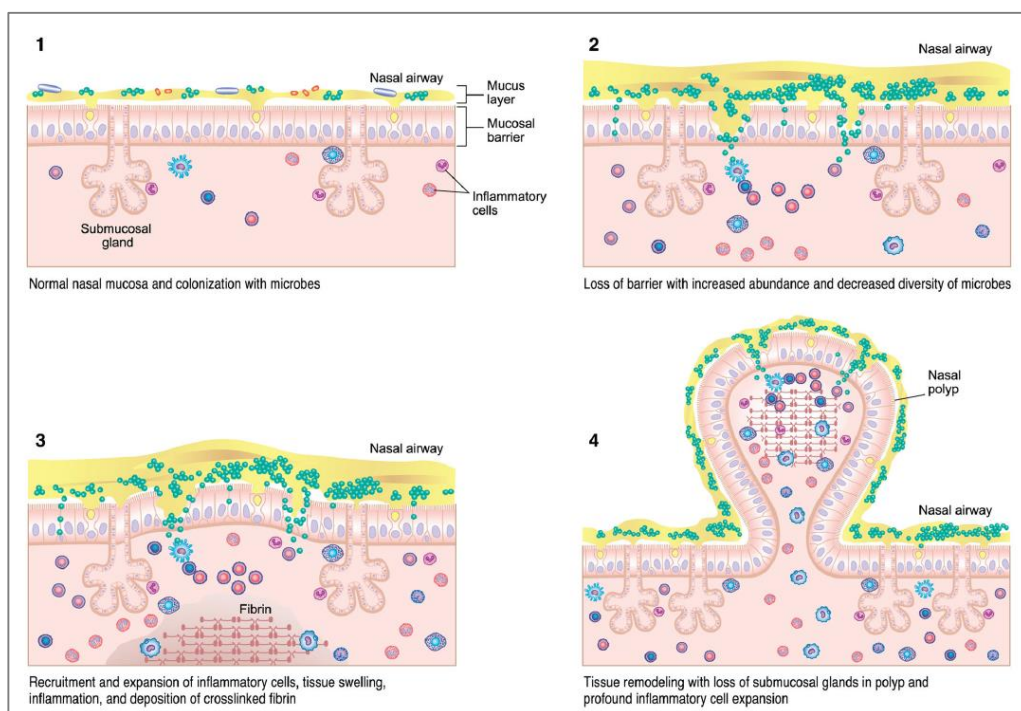 1
Nasal airway
Mucus
layer
Mucosal
barrier
Inflammatory
cells
Submucosal
gland
Normal nasal mucosa and colonization with microbes
2
Nasal airway
Loss of barrier with increased abundance and decreased diversity of microbes
3
Nasal airway
Fibrin
Recruitment and expansion of inflammatory cells, tissue swelling,
inflammation, and deposition of crosslinked fibrin
4
Nasal
polyp
Nasal airway
Tissue remodeling with loss of submucosal glands in polyp and
profound inflammatory cell expansion